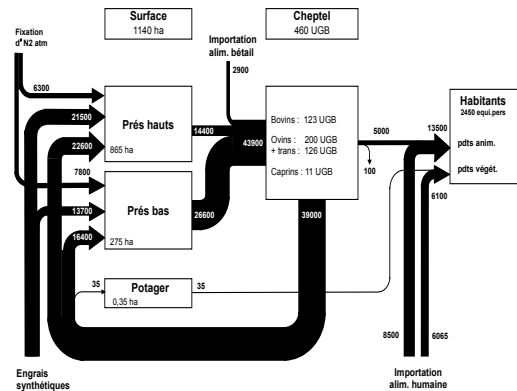 Fixation
d' N2 atm
Surface
1140 ha
Importation
alim. bétail
Cheptel
460 UGB
2900
6300
21500
22600
Prés hauts
865 ha
14400
43900
Bovins : 123 UGB
Ovins : 200 UGB
+ trans : 126 UGB
Caprins : 11 UGB
5000
100
13500
Habitants
2450 equi.pers
pdts anim.
pdts végét.
6100
7800
13700
16400
Prés bas
275 ha
26600
39000
35
Potager
0,35 ha
35
8500
6065
Engrais
synthétiques
Importation
alim. humaine